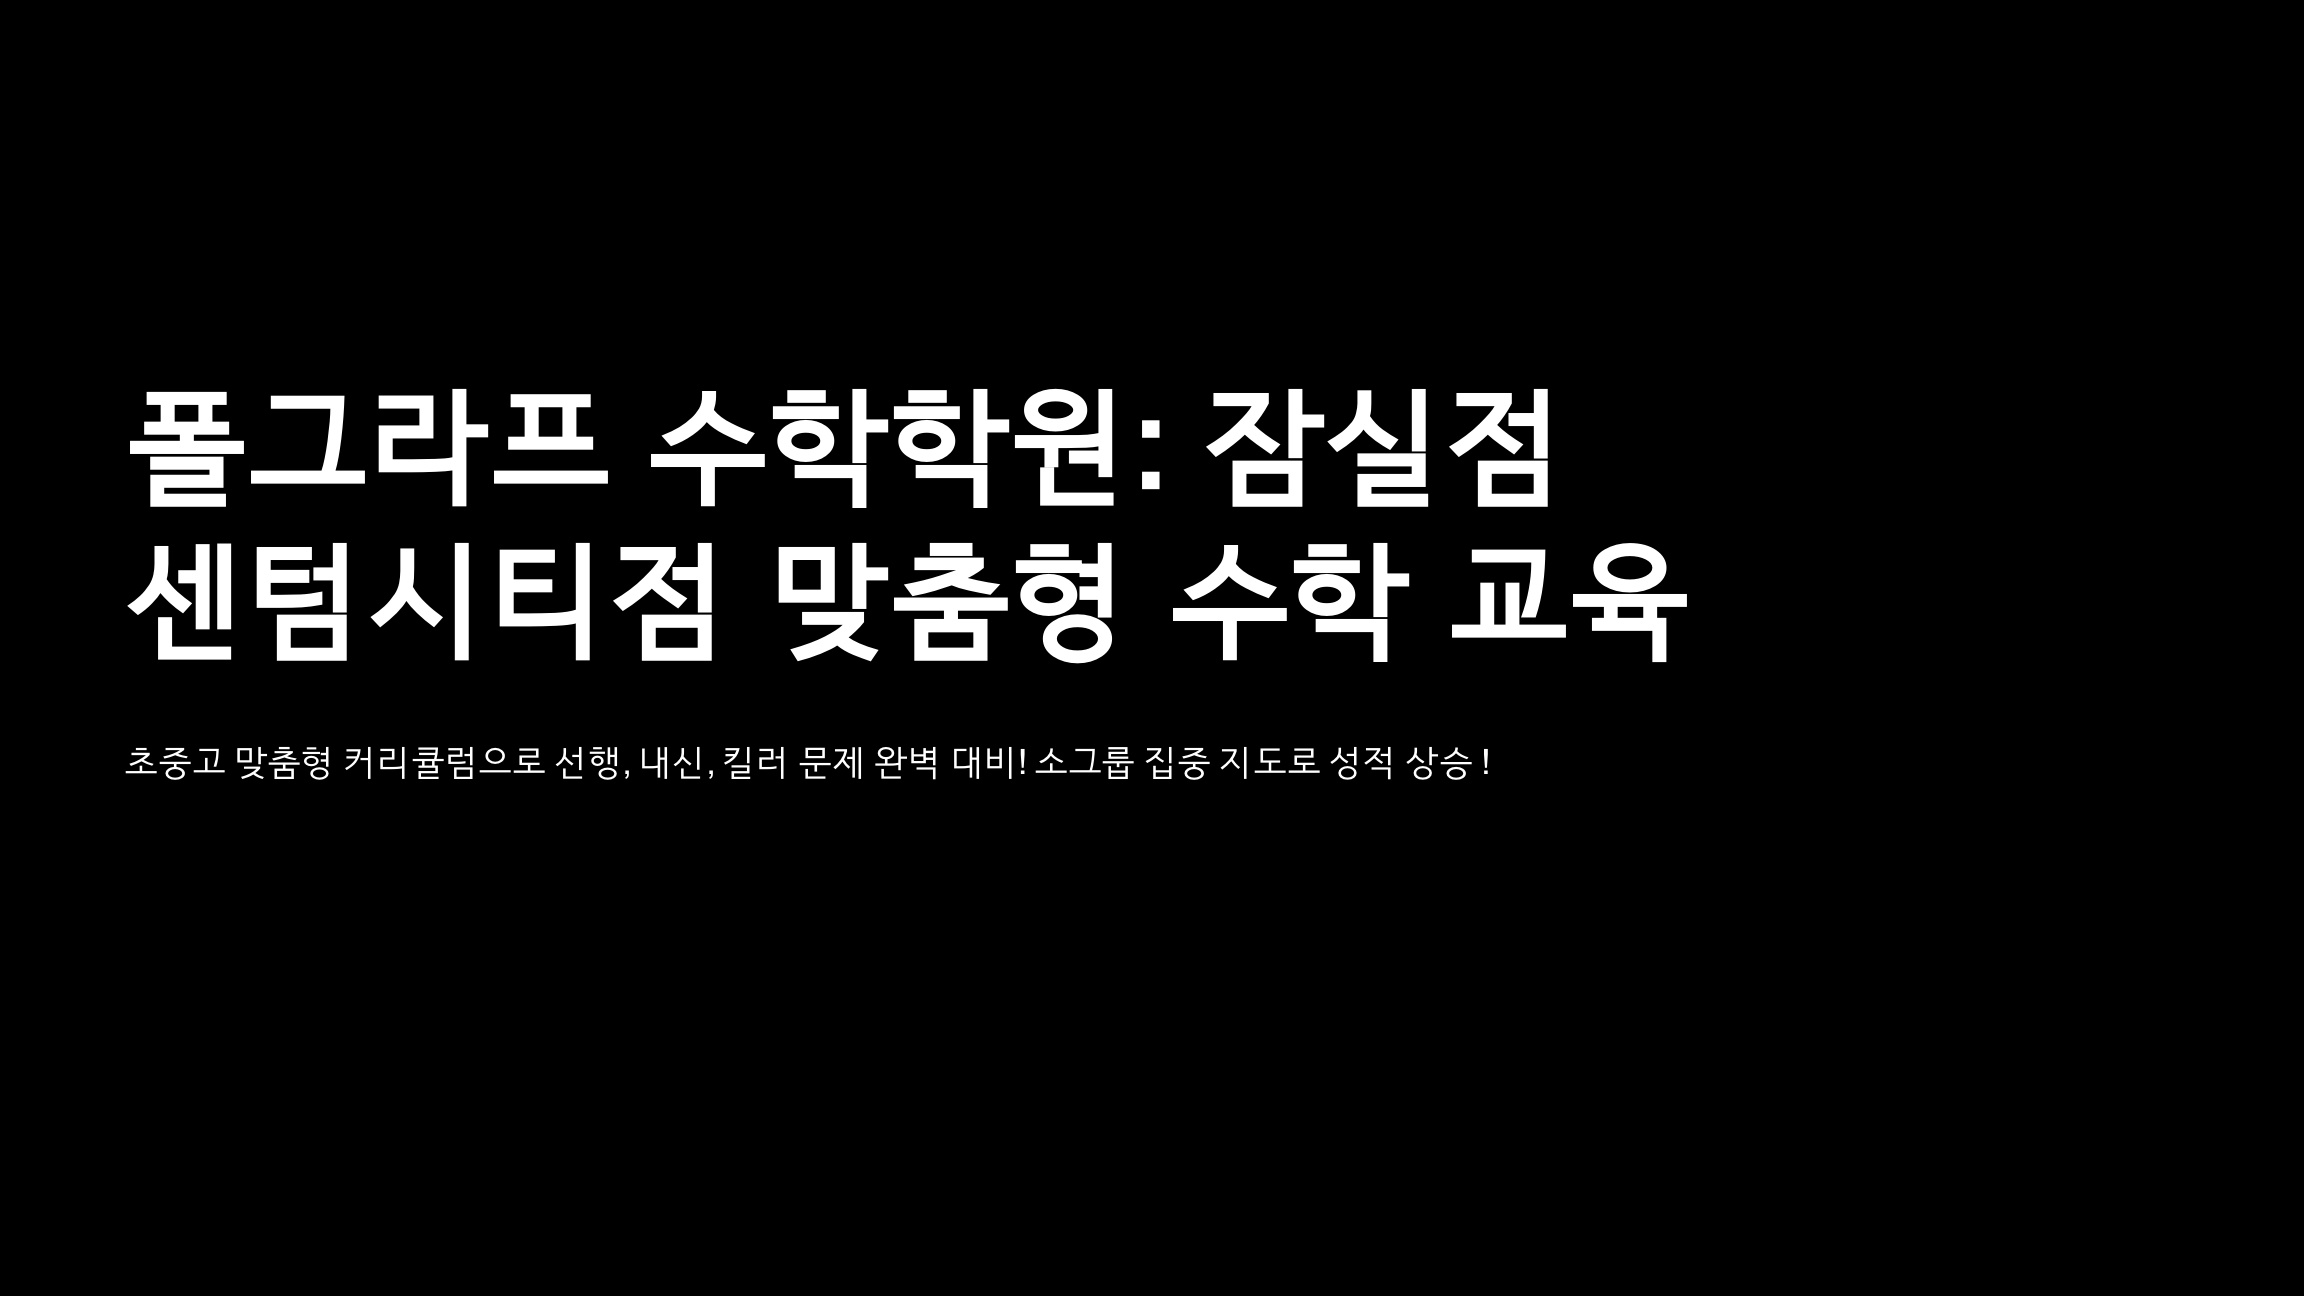 폴그라프 수학학원: 잠실점
센텀시티점 맞춤형 수학 교육
초중고 맞춤형 커리큘럼으로 선행, 내신, 킬러 문제 완벽 대비! 소그룹 집중 지도로 성적 상승!